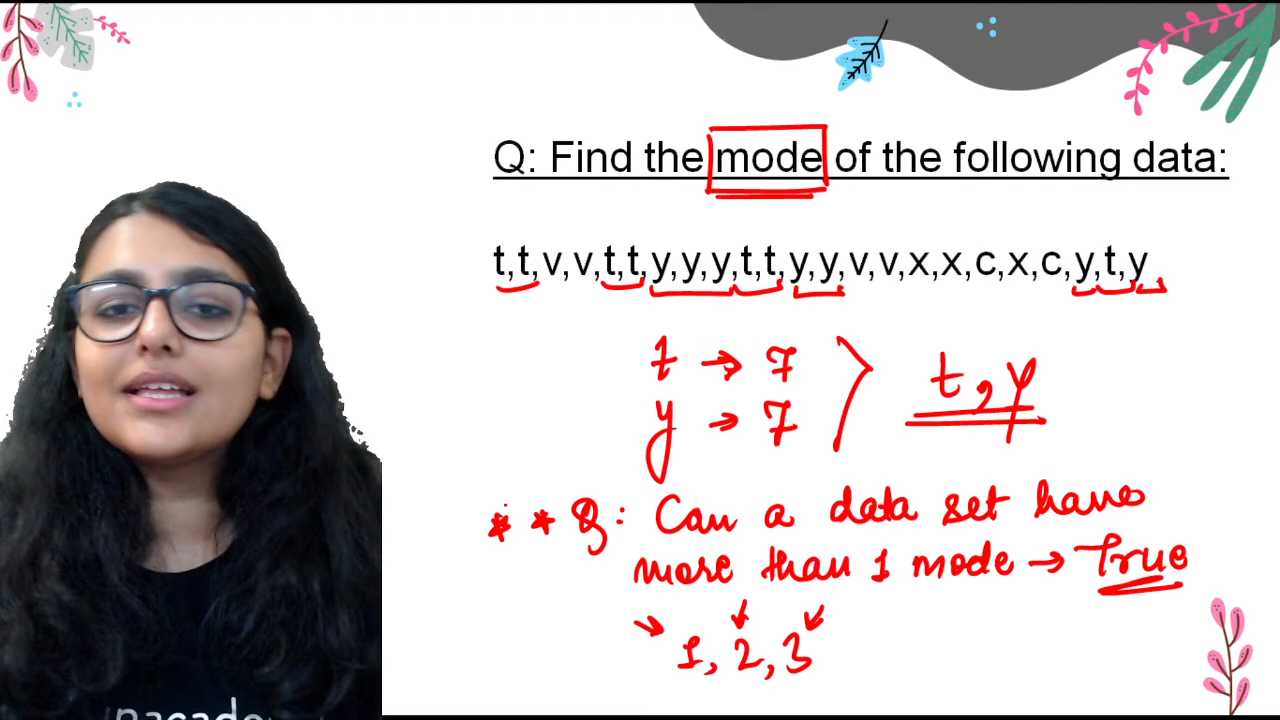 Q: Find the mode of the following data:
t,t,v,v,t,t,y,y,y,t,t,y,y,v,v,x,x,c,x,c,y,t,y
t → 7
y → 7
t, y
** Q: Can a data set have
more than 1 mode → True
→ 1, 2, 3